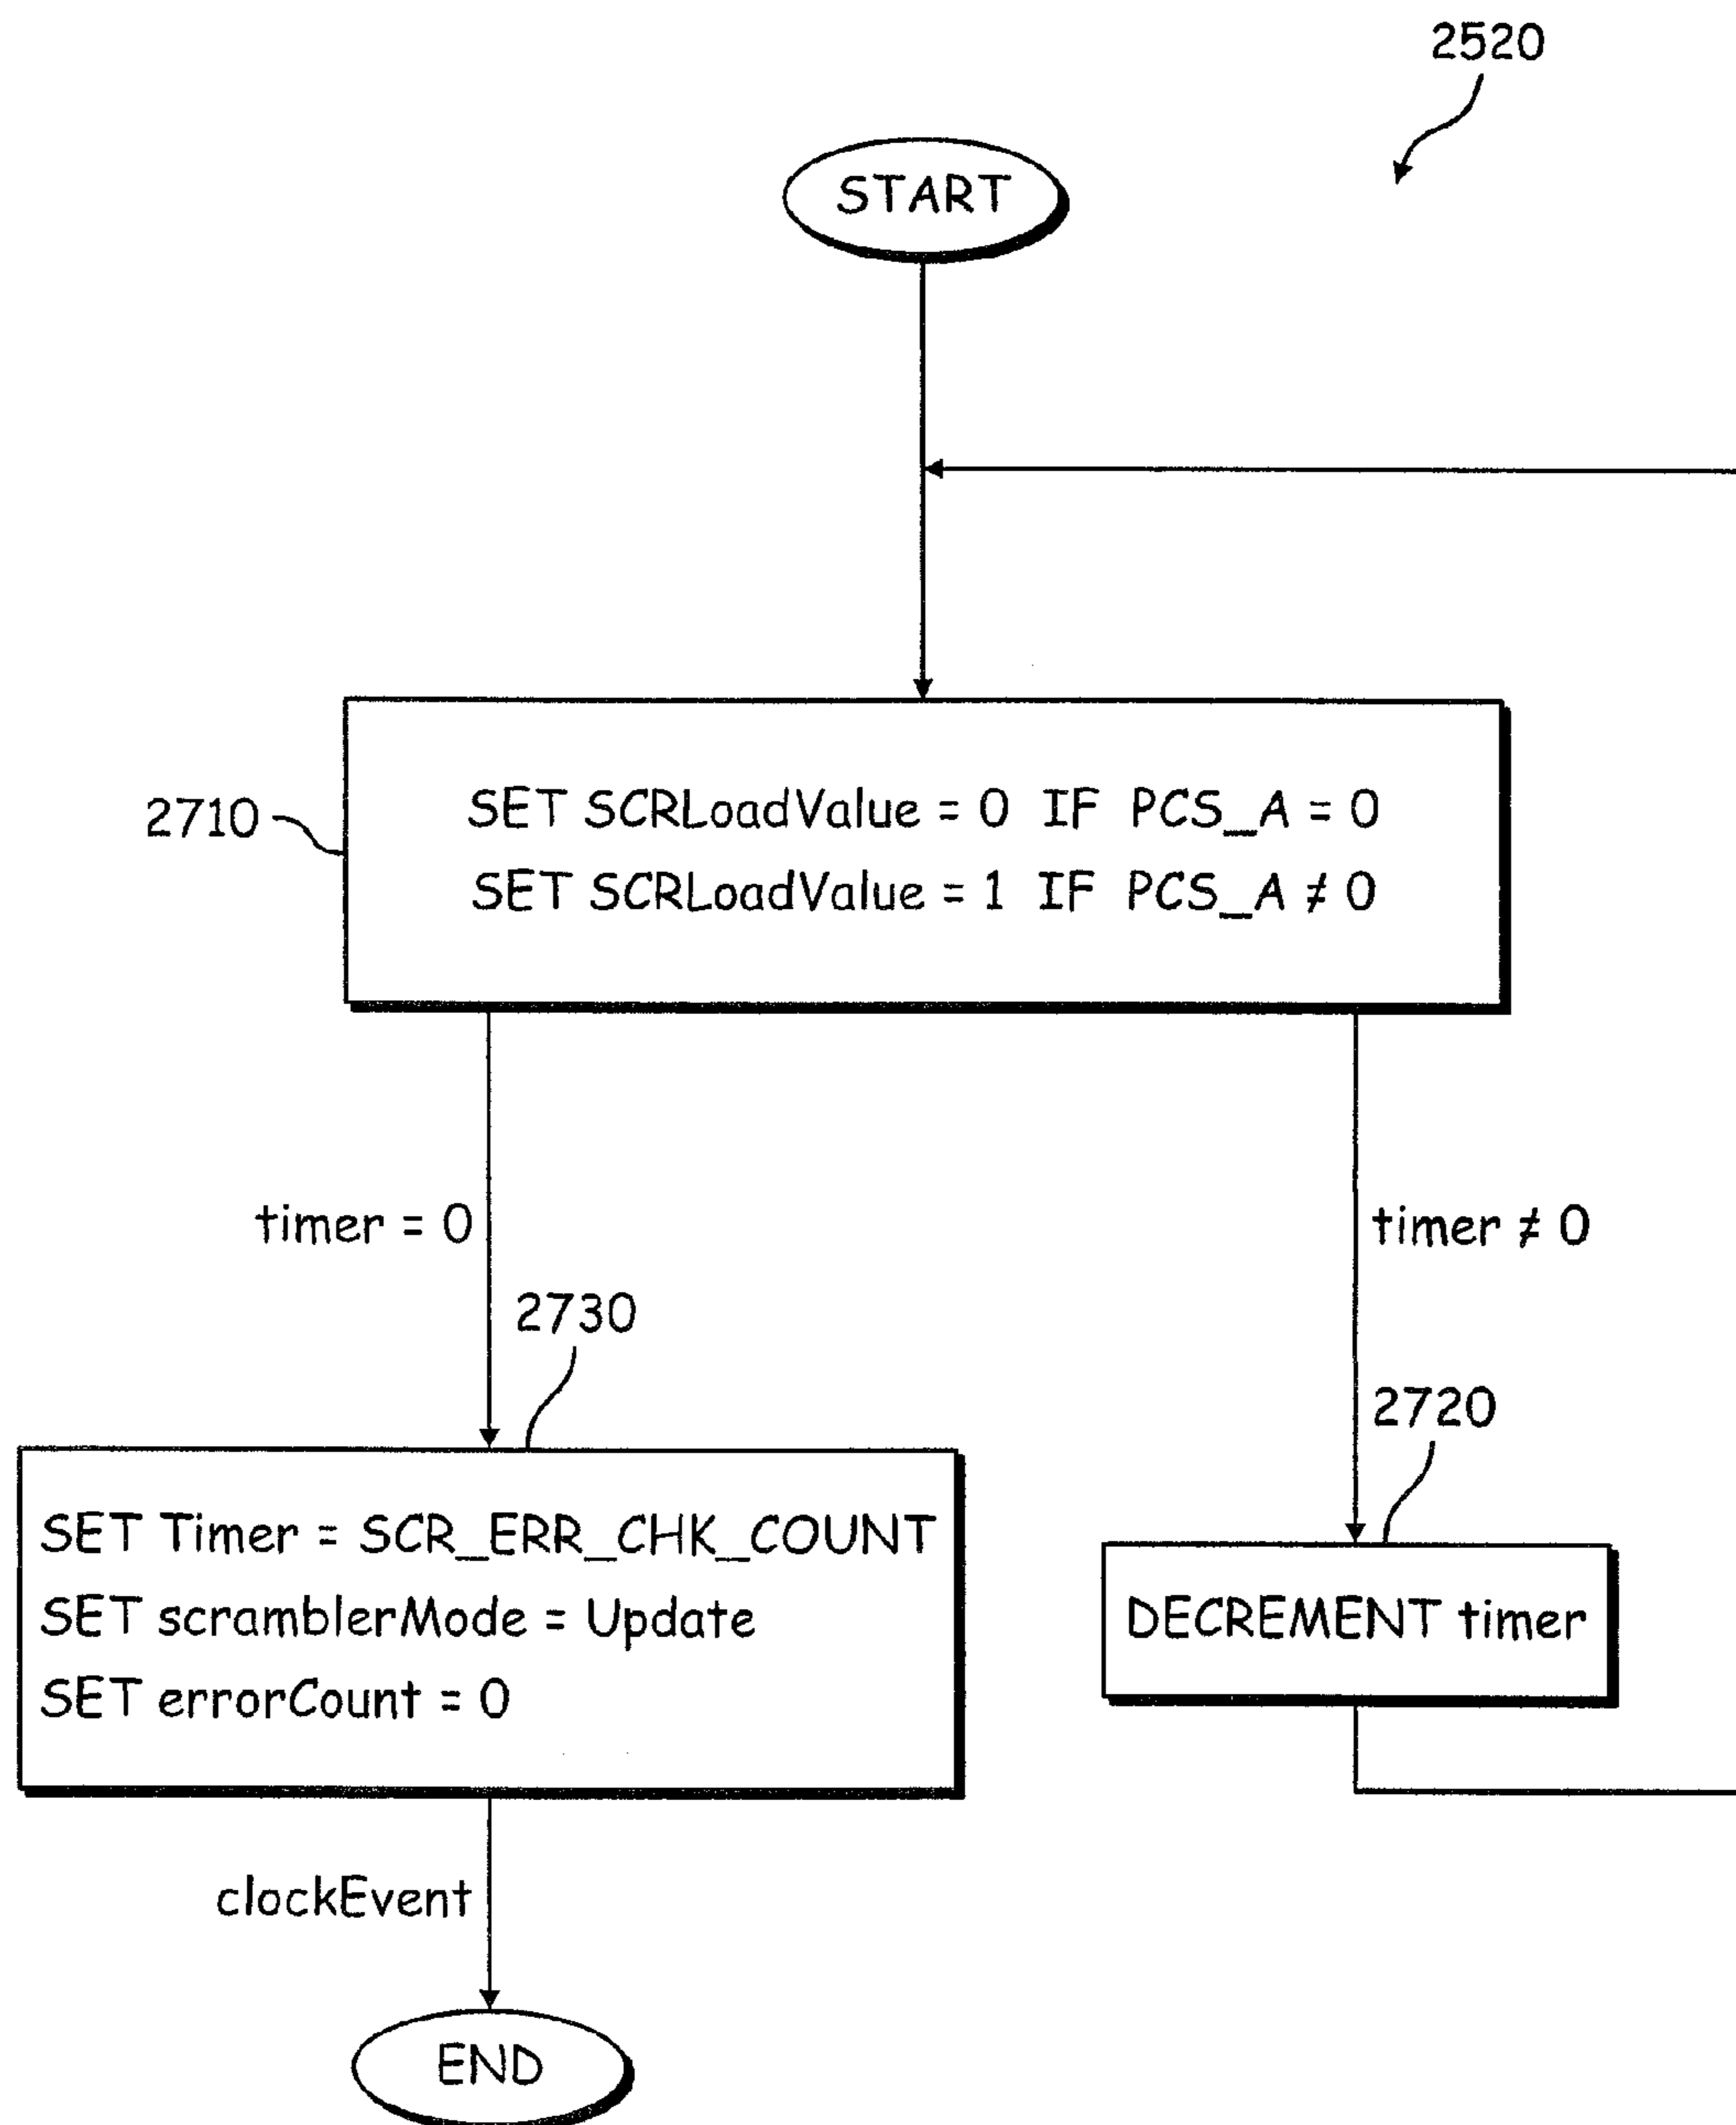 2520
START
2710
SET SCRLoadValue = 0 IF PCS_A = 0
SET SCRLoadValue = 1 IF PCS_A ≠ 0
timer = 0
timer ≠ 0
2730
2720
SET Timer = SCR_ERR_CHK_COUNT
SET scramblerMode = Update
SET errorCount = 0
DECREMENT timer
clockEvent
END